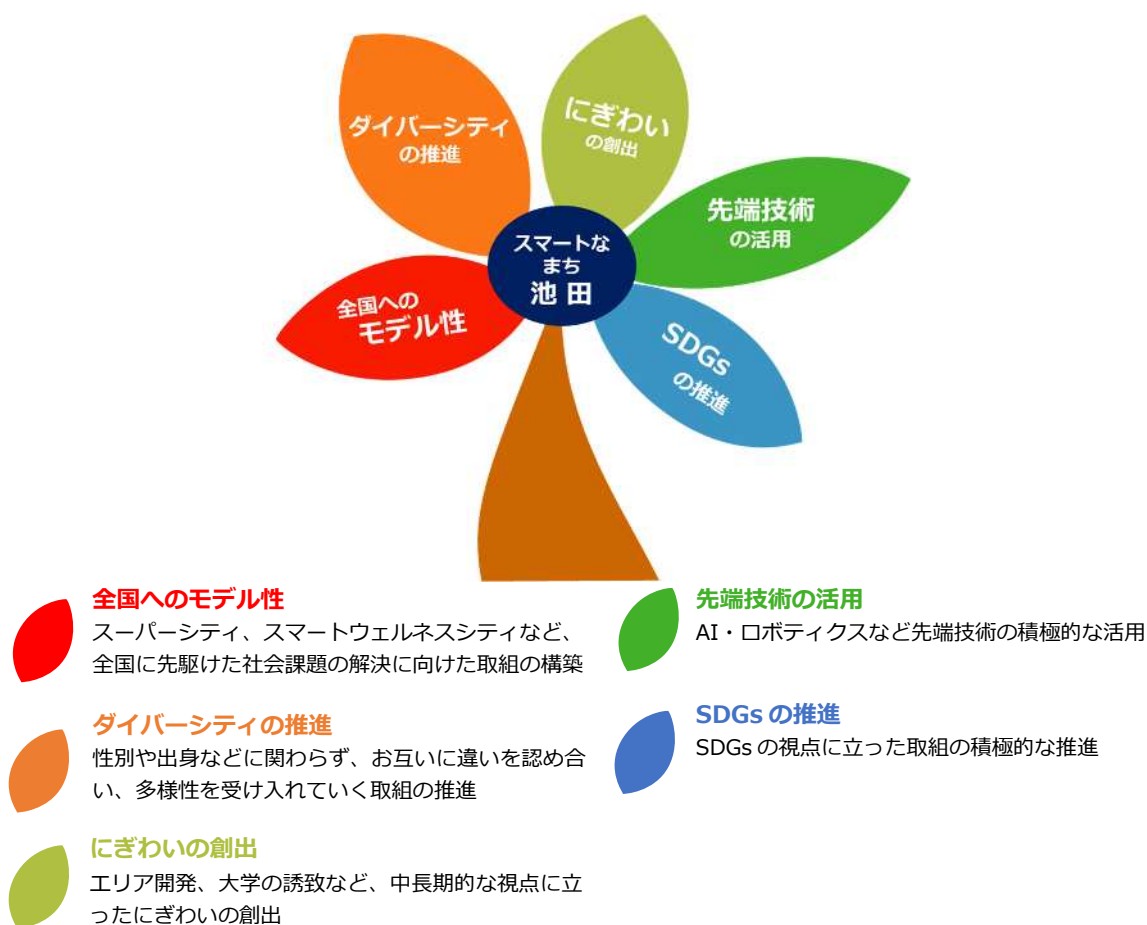 ダイバーシティ
の推進
にぎわい
の創出
先端技術
の活用
スマートな
まち
池田
全国への
モデル性
SDGs
の推進
全国へのモデル性
スーパーシティ、スマートウェルネスシティなど、
全国に先駆けた社会課題の解決に向けた取組の構築
ダイバーシティの推進
性別や出身などに関わらず、お互いに違いを認め合
い、多様性を受け入れていく取組の推進
にぎわいの創出
エリア開発、大学の誘致など、中長期的な視点に立
ったにぎわいの創出
先端技術の活用
AI・ロボティクスなど先端技術の積極的な活用
SDGs の推進
SDGs の視点に立った取組の積極的な推進